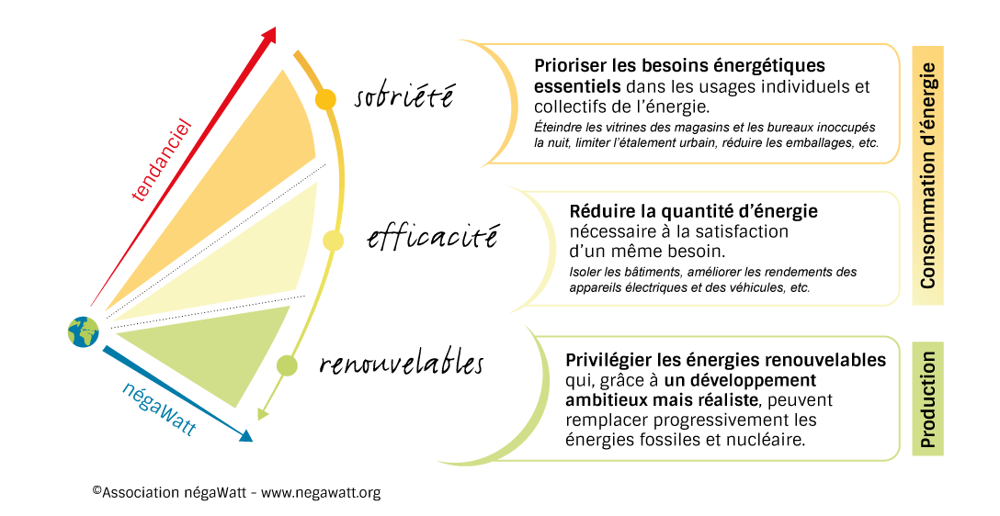 tendanciel
négaWatt
sobriété
Prioriser les besoins énergétiques
essentiels dans les usages individuels et
collectifs de l'énergie.
Éteindre les vitrines des magasins et les bureaux inoccupés
la nuit, limiter l'étalement urbain, réduire les emballages, etc.
efficacité
Réduire la quantité d'énergie
nécessaire à la satisfaction
d'un même besoin.
Isoler les bâtiments, améliorer les rendements des
appareils électriques et des véhicules, etc.
Consommation d'énergie
renouvelables
Privilégier les énergies renouvelables
qui, grâce à un développement
ambitieux mais réaliste, peuvent
remplacer progressivement les
énergies fossiles et nucléaire.
Production
©Association négaWatt - www.negawatt.org